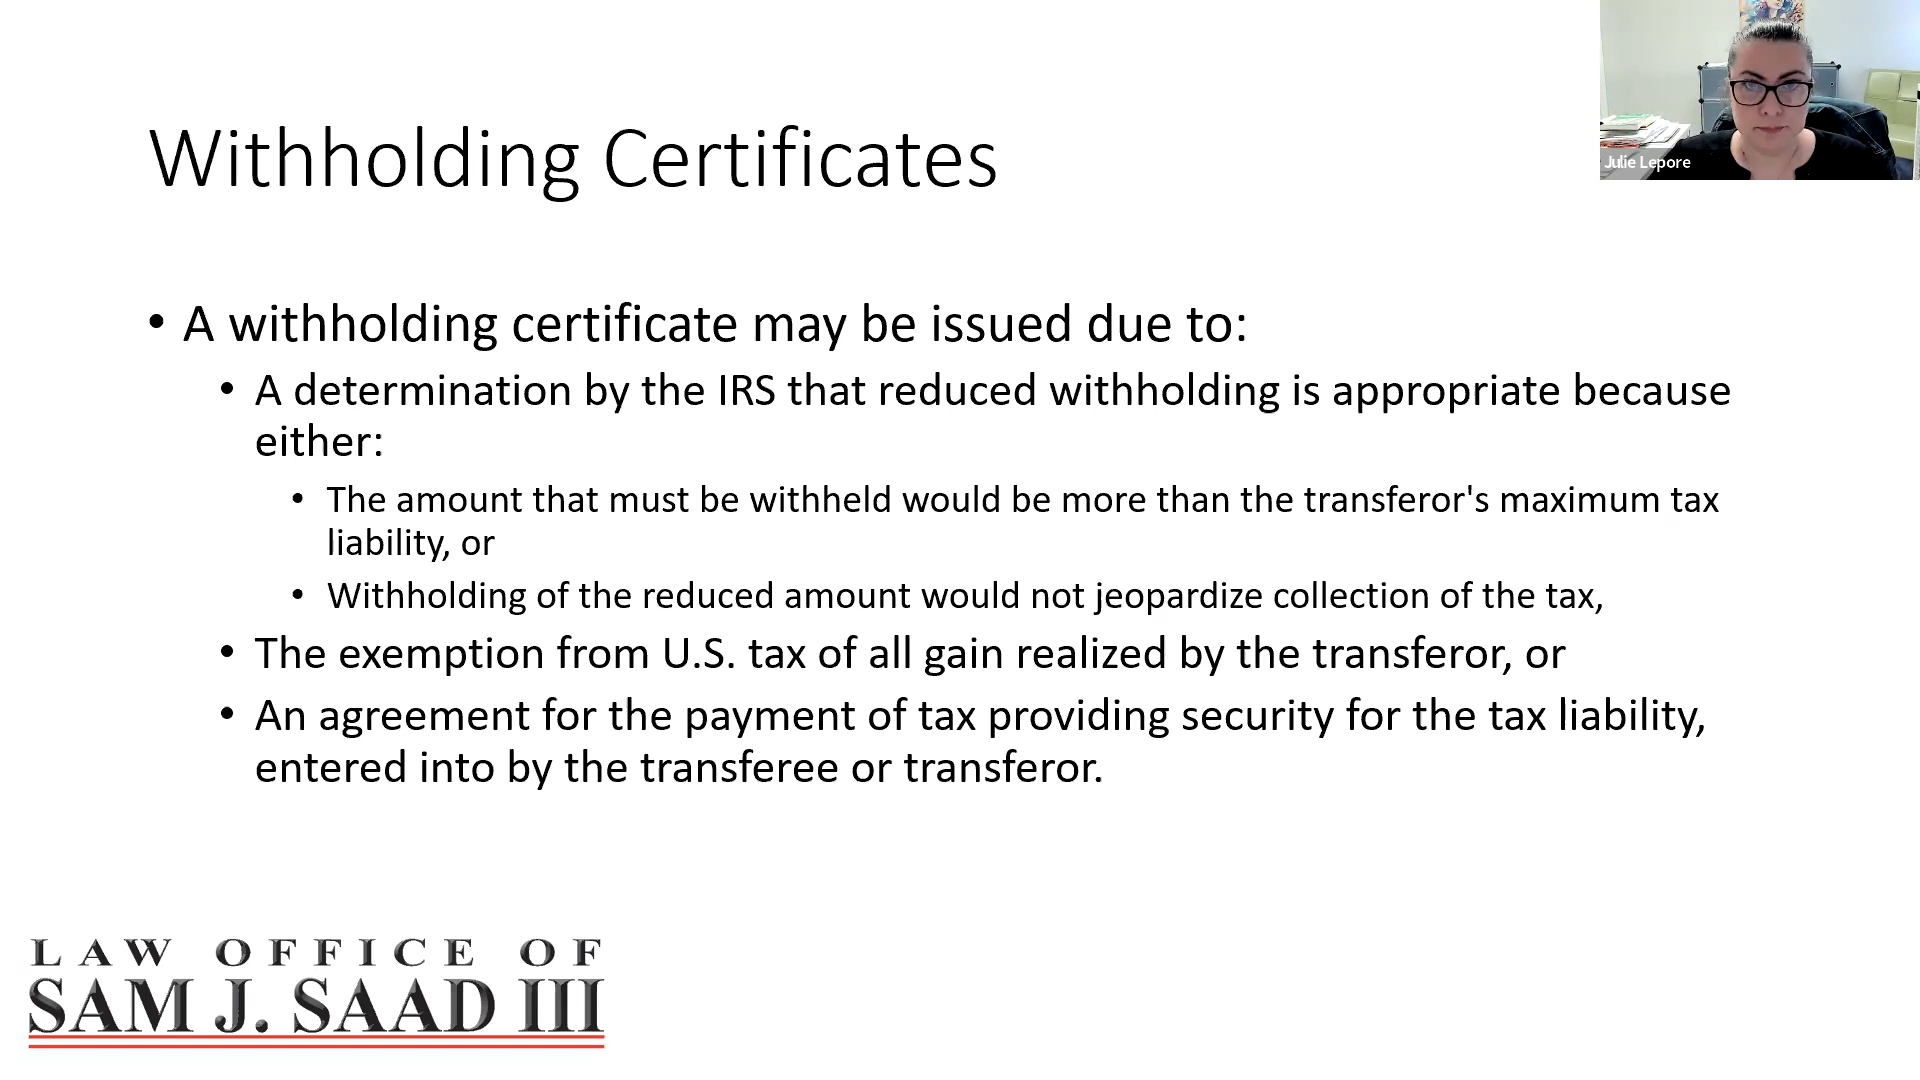 Withholding Certificates
• A withholding certificate may be issued due to:
• A determination by the IRS that reduced withholding is appropriate because
either:
• The amount that must be withheld would be more than the transferor's maximum tax
liability, or
• Withholding of the reduced amount would not jeopardize collection of the tax,
• The exemption from U.S. tax of all gain realized by the transferor, or
• An agreement for the payment of tax providing security for the tax liability,
entered into by the transferee or transferor.
Julie Lepore
LAW OFFICE OF
SAM J. SAAD III